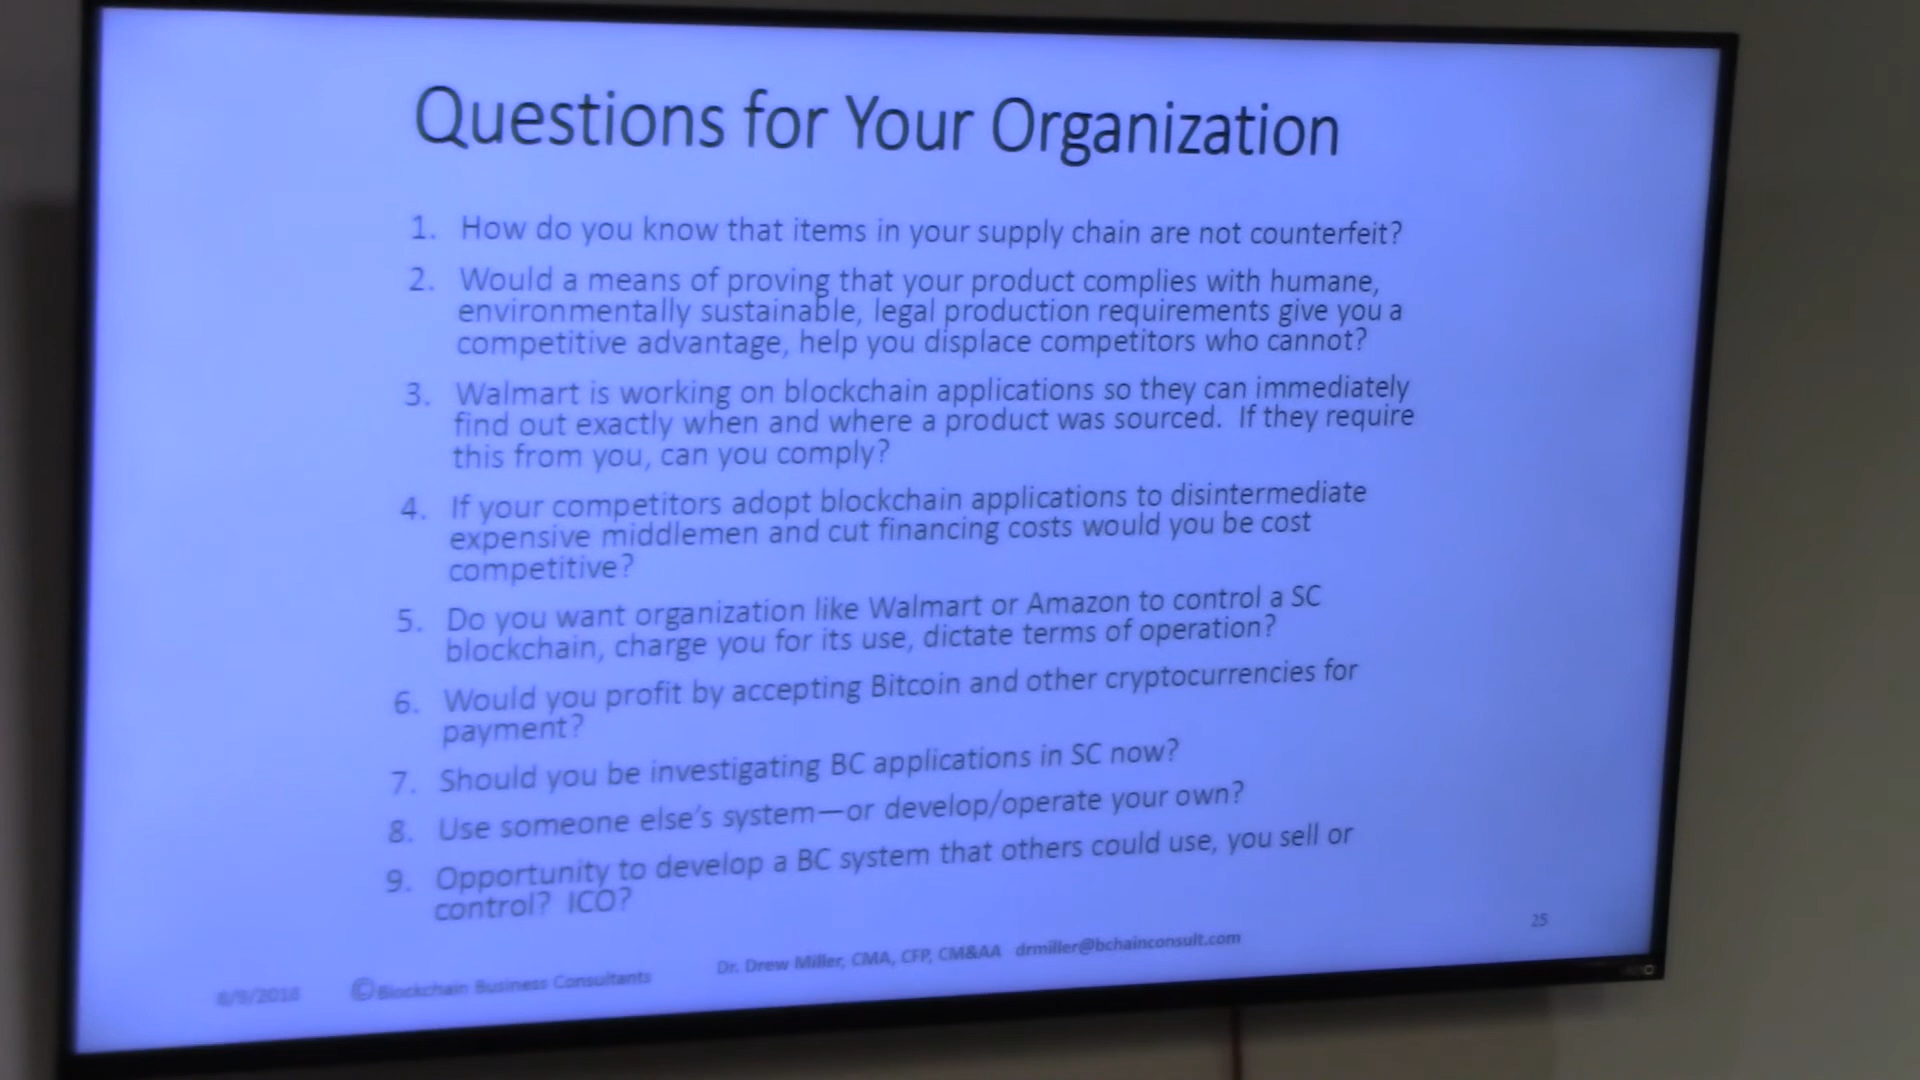 Questions for Your Organization
1. How do you know that items in your supply chain are not counterfeit?
2. Would a means of proving that your product complies with humane,
environmentally sustainable, legal production requirements give you a
competitive advantage, help you displace competitors who cannot?
3. Walmart is working on blockchain applications so they can immediately
find out exactly when and where a product was sourced. If they require
this from you, can you comply?
4. If your competitors adopt blockchain applications to disintermediate
expensive middlemen and cut financing costs would you be cost
competitive?
5. Do you want organization like Walmart or Amazon to control a SC
blockchain, charge you for its use, dictate terms of operation?
6. Would you profit by accepting Bitcoin and other cryptocurrencies for
payment?
7. Should you be investigating BC applications in SC now?
8. Use someone else's system—or develop/operate your own?
9. Opportunity to develop a BC system that others could use, you sell or
control? ICO?
25
©Blockchain Business Consultants
Dr. Drew Miller, CMA, CFP, CM&AA drmiller@bchainconsult.com